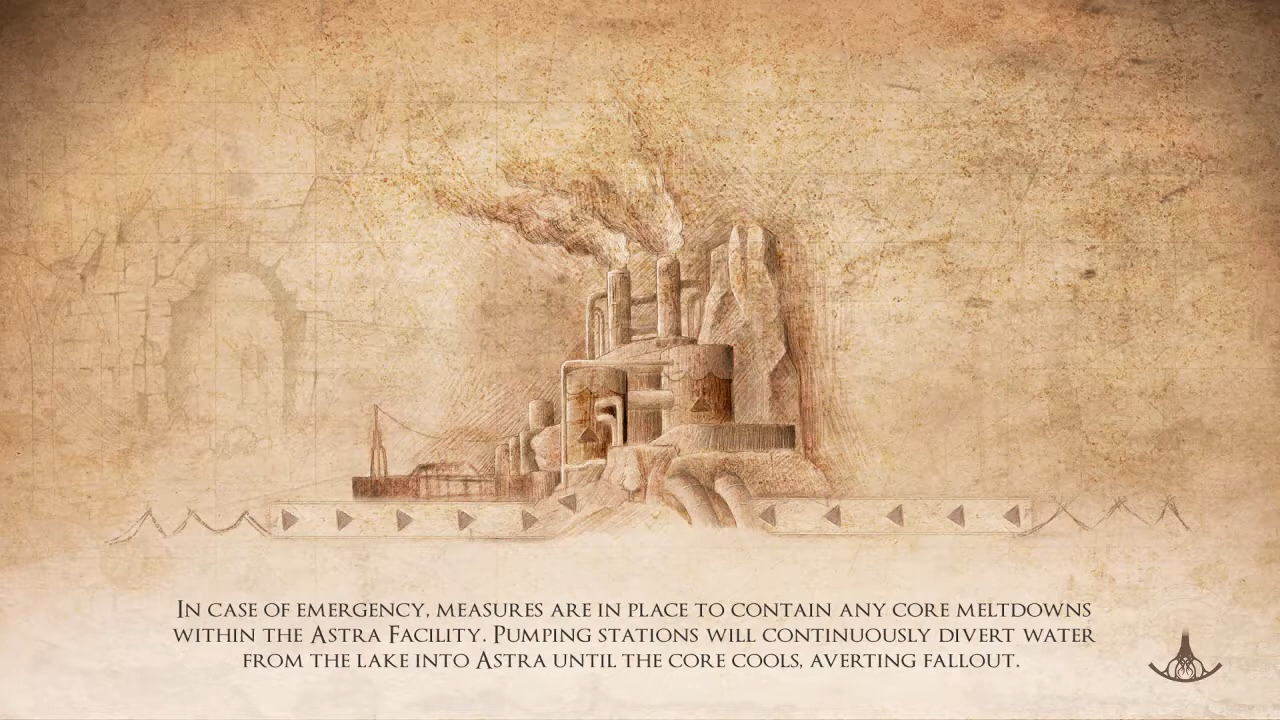 In case of emergency, measures are in place to contain any core meltdowns
within the Astra Facility. Pumping stations will continuously divert water
from the lake into Astra until the core cools, averting fallout.